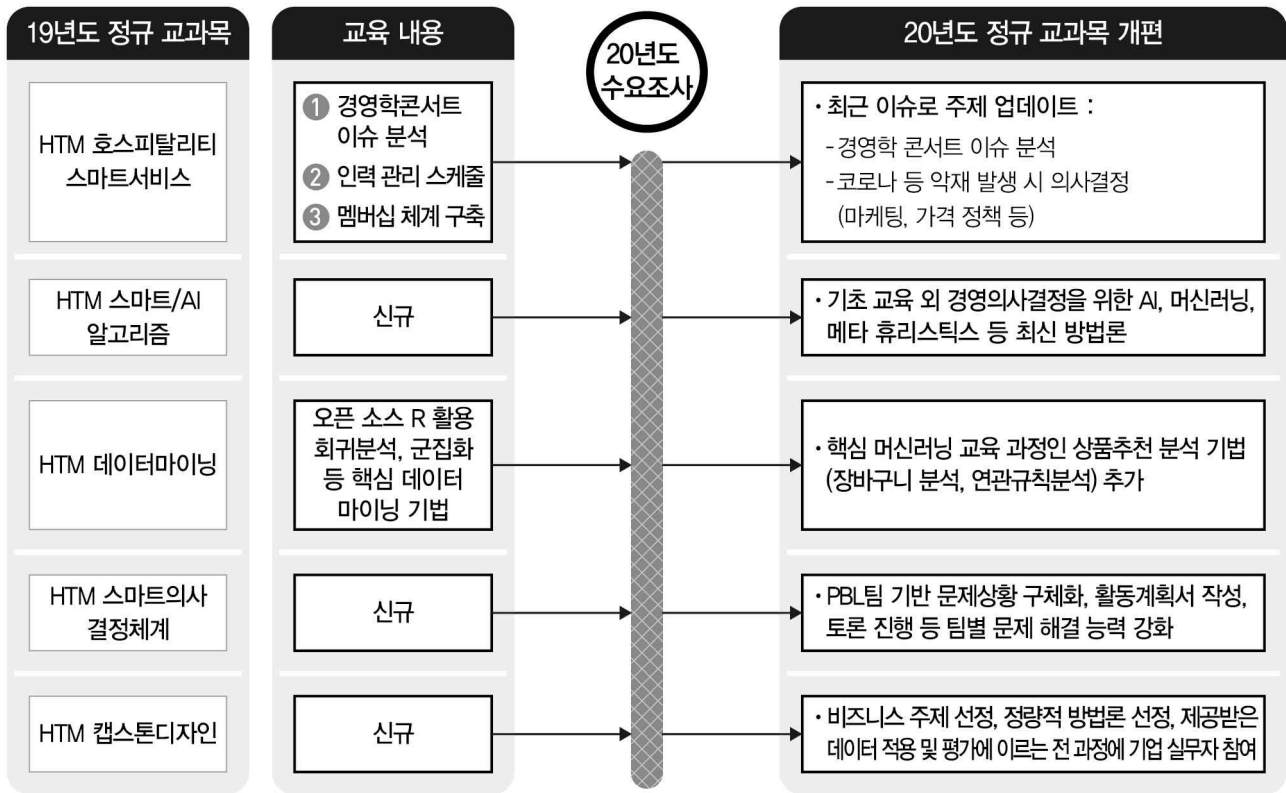 19년도 정규 교과목
교육 내용
20년도
수요조사
20년도 정규 교과목 개편
HTM 호스피탈리티
스마트서비스
① 경영학콘서트
이슈 분석
② 인력 관리 스케줄
③ 멤버십 체계 구축
· 최근 이슈로 주제 업데이트 :
-경영학 콘서트 이슈 분석
-코로나 등 악재 발생 시 의사결정
(마케팅, 가격 정책 등)
HTM 스마트/AI
알고리즘
신규
· 기초 교육 외 경영의사결정을 위한 AI, 머신러닝,
메타 휴리스틱스 등 최신 방법론
HTM 데이터마이닝
오픈 소스 R 활용
회귀분석, 군집화
등 핵심 데이터
마이닝 기법
· 핵심 머신러닝 교육 과정인 상품추천 분석 기법
(장바구니 분석, 연관규칙분석) 추가
HTM 스마트의사
결정체계
신규
· PBL팀 기반 문제상황 구체화, 활동계획서 작성,
토론 진행 등 팀별 문제 해결 능력 강화
HTM 캡스톤디자인
신규
· 비즈니스 주제 선정, 정량적 방법론 선정, 제공받은
데이터 적용 및 평가에 이르는 전 과정에 기업 실무자 참여